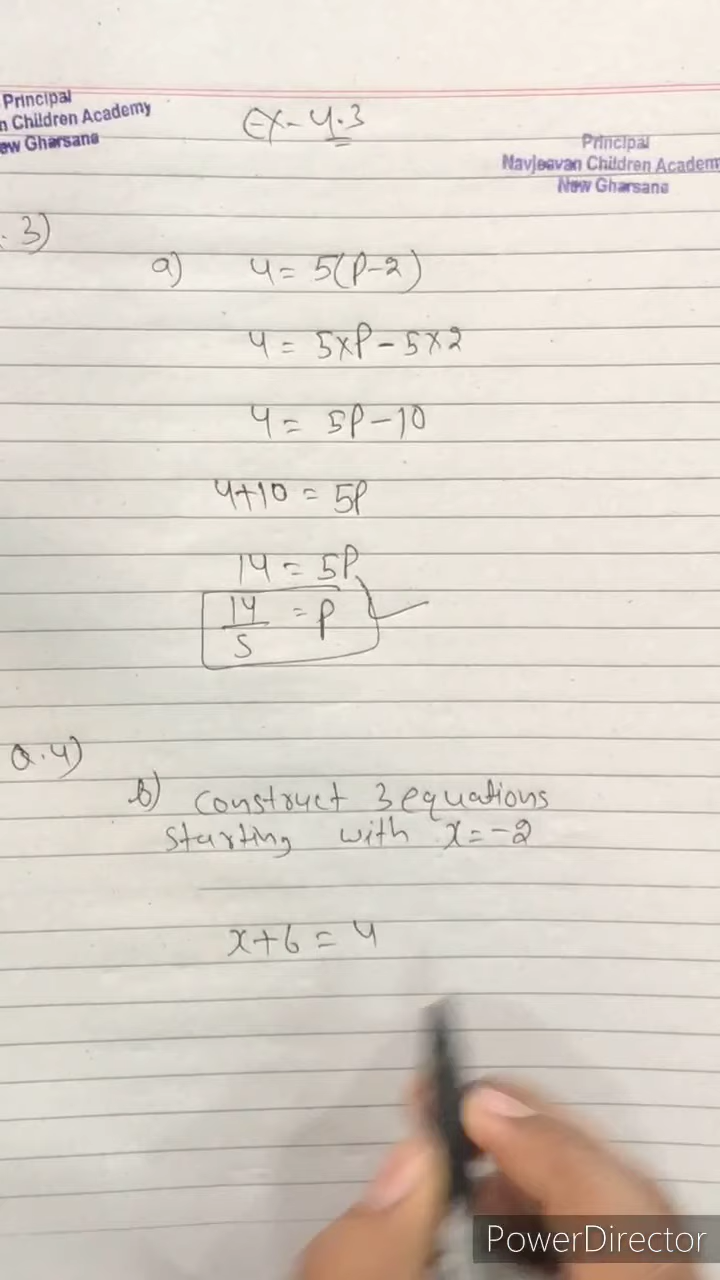 Principal
n Children Academy
ew Gharsana
Ex- 4.3
Principal
Navjeevan Children Academ
New Gharsana
. 3)
a) 4 = 5(P-2)
4 = 5xP - 5x2
4 = 5P - 10
4+10 = 5P
14 = 5P
14/5 = P
Q.4)
b) Construct 3 equations
starting with x=-2
x+6 = 4
PowerDirector